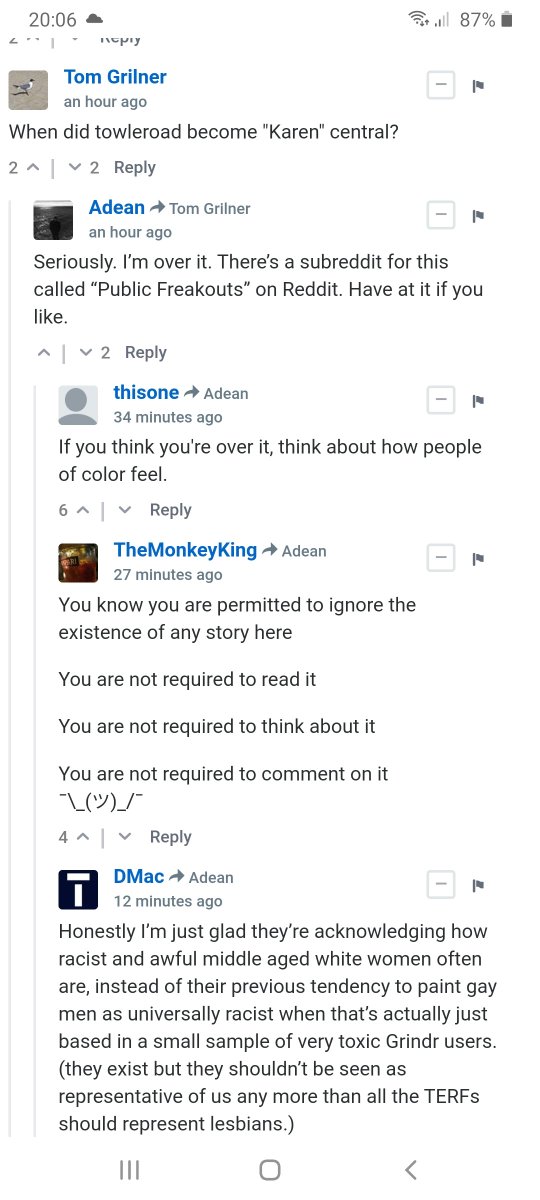 20:06 87%
2 Reply
Tom Grilner
an hour ago
When did towleroad become "Karen" central?
2 2 Reply
Adean Tom Grilner
an hour ago
Seriously. I’m over it. There’s a subreddit for this
called “Public Freakouts” on Reddit. Have at it if you
like.
2 Reply
thisone Adean
34 minutes ago
If you think you're over it, think about how people
of color feel.
6 Reply
TheMonkeyKing Adean
27 minutes ago
You know you are permitted to ignore the
existence of any story here
You are not required to read it
You are not required to think about it
You are not required to comment on it
¯\_(ツ)_/¯
4 Reply
DMac Adean
12 minutes ago
Honestly I’m just glad they’re acknowledging how
racist and awful middle aged white women often
are, instead of their previous tendency to paint gay
men as universally racist when that’s actually just
based in a small sample of very toxic Grindr users.
(they exist but they shouldn’t be seen as
representative of us any more than all the TERFs
should represent lesbians.)